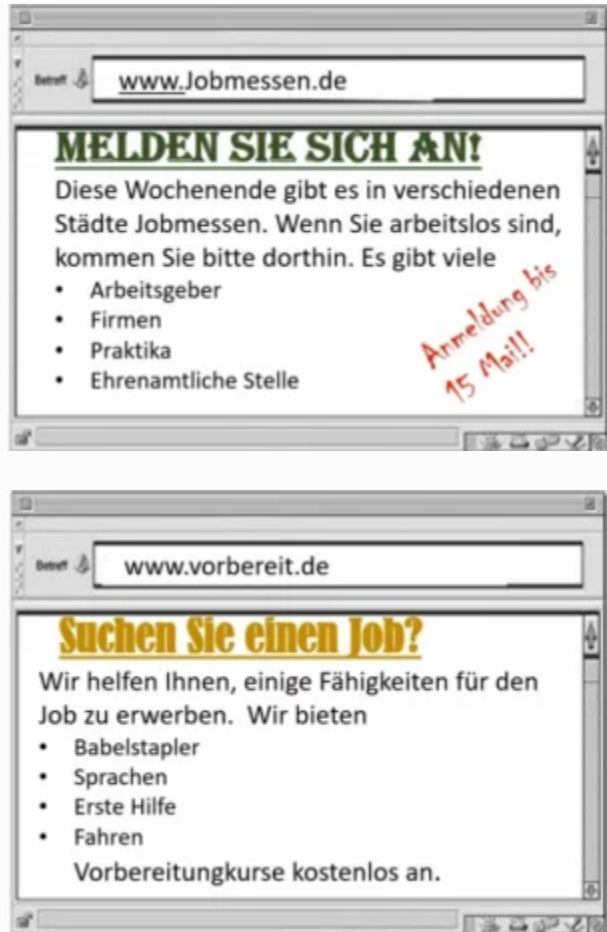 Betreff www.Jobmessen.de
MELDEN SIE SICH AN!
Diese Wochenende gibt es in verschiedenen
Städte Jobmessen. Wenn Sie arbeitslos sind,
kommen Sie bitte dorthin. Es gibt viele
• Arbeitsgeber
• Firmen
• Praktika
• Ehrenamtliche Stelle
Anmeldung bis
15 Mai!!
Betreff www.vorbereit.de
Suchen Sie einen Job?
Wir helfen Ihnen, einige Fähigkeiten für den
Job zu erwerben. Wir bieten
• Babelstapler
• Sprachen
• Erste Hilfe
• Fahren
Vorbereitungkurse kostenlos an.